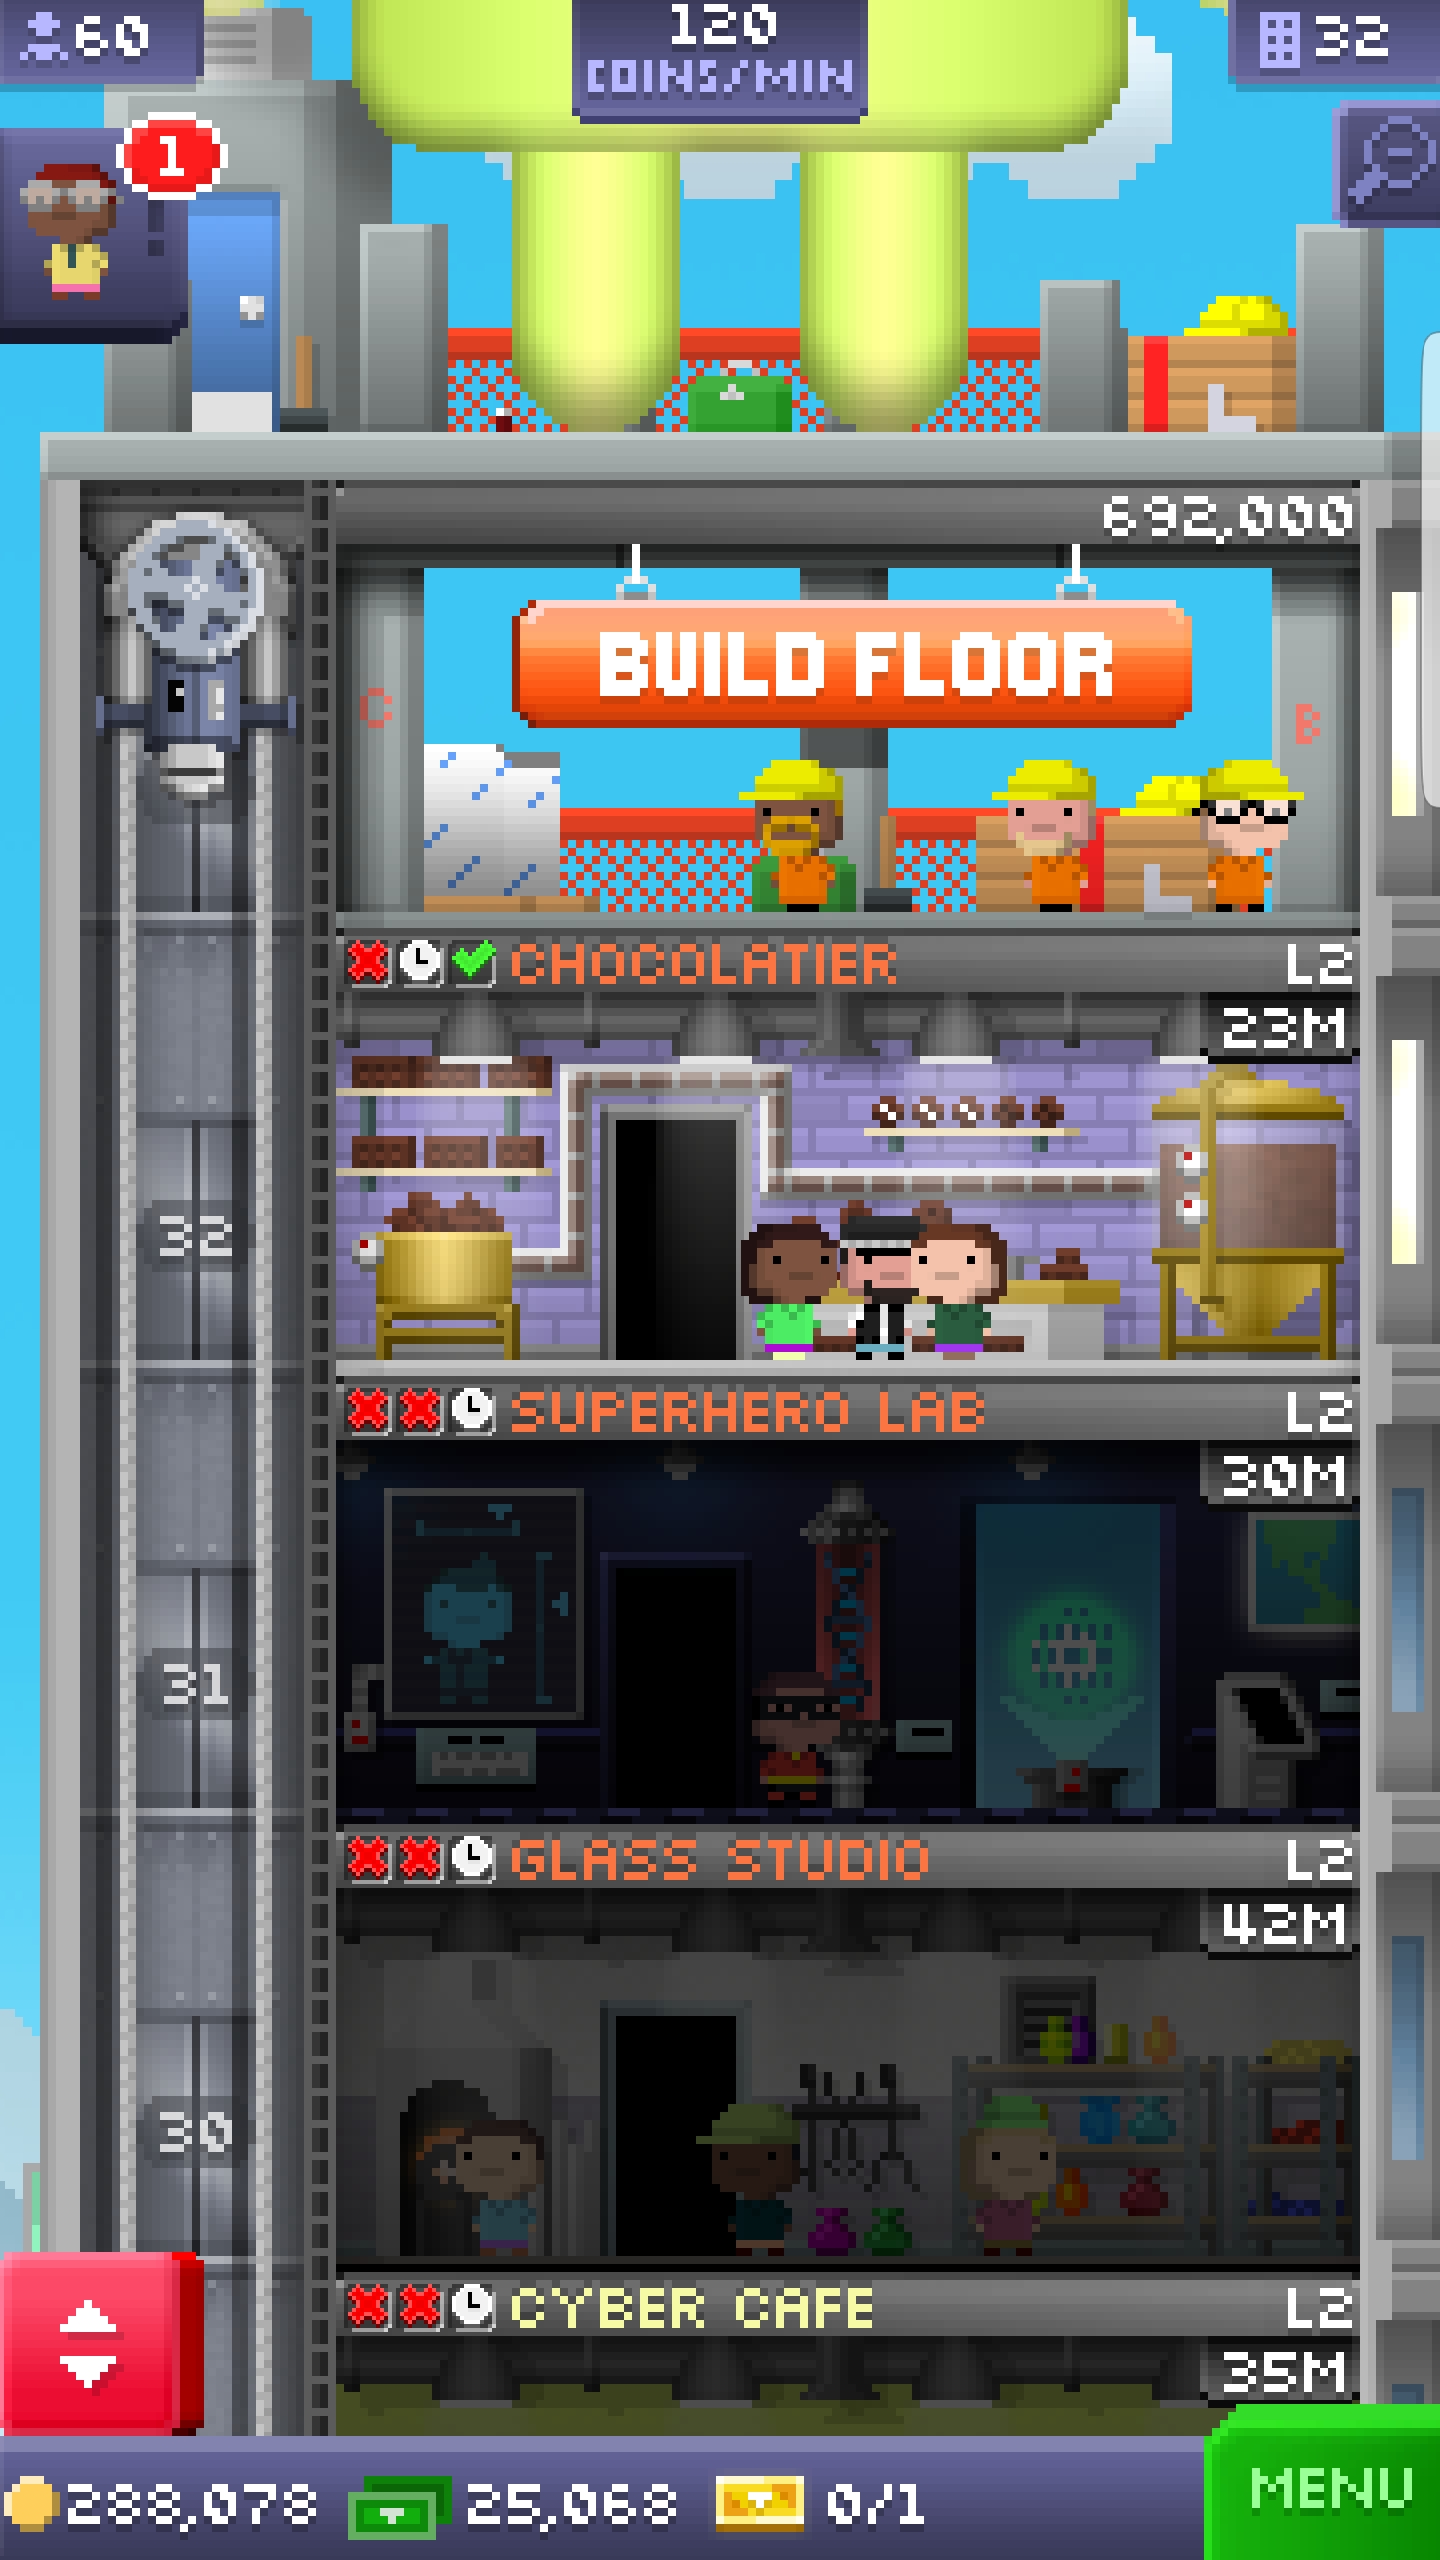 60
120
COINS/MIN
32
1
692,000
BUILD FLOOR
C
B
CHOCOLATIER
L2
23M
32
SUPERHERO LAB
L2
30M
31
GLASS STUDIO
L2
42M
30
CYBER CAFE
L2
35M
288,078
25,068
0/1
MENU